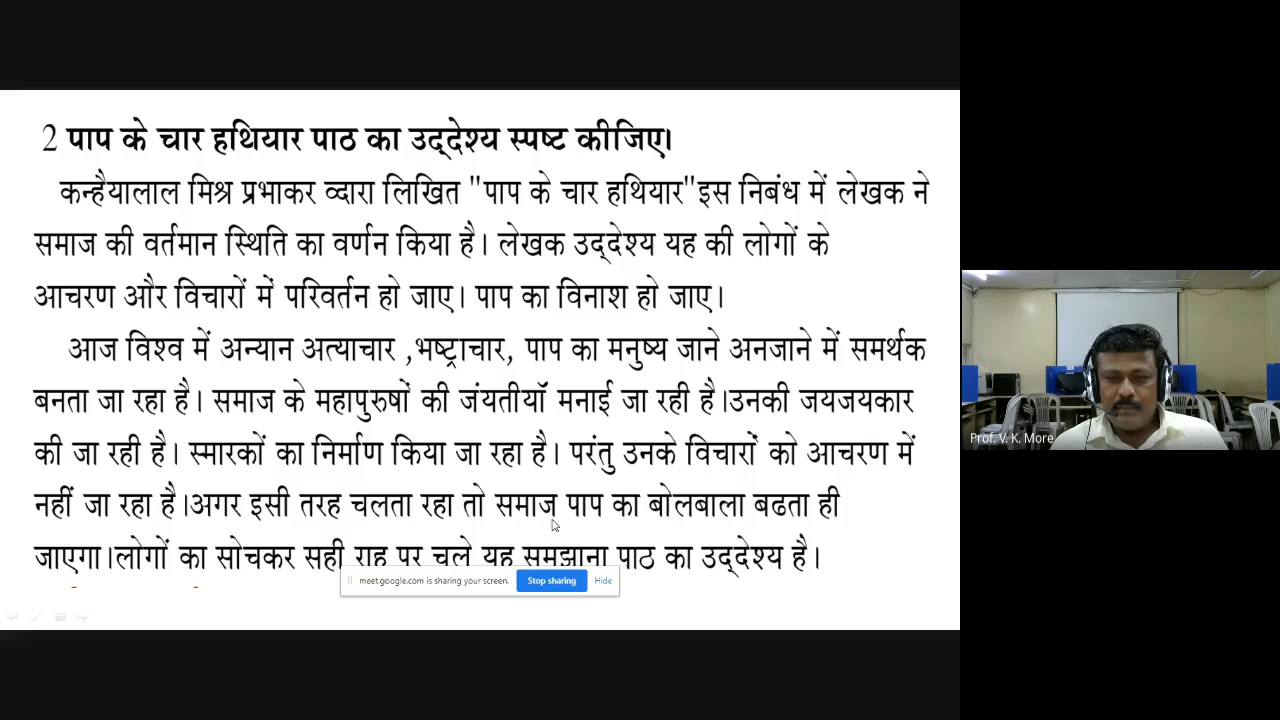 2 पाप के चार हथियार पाठ का उद्देश्य स्पष्ट कीजिए।
कन्हैयालाल मिश्र प्रभाकर व्दारा लिखित "पाप के चार हथियार"इस निबंध में लेखक ने
समाज की वर्तमान स्थिति का वर्णन किया है। लेखक उद्देश्य यह की लोगों के
आचरण और विचारों में परिवर्तन हो जाए। पाप का विनाश हो जाए।
आज विश्व में अन्यान अत्याचार ,भष्ट्राचार, पाप का मनुष्य जाने अनजाने में समर्थक
बनता जा रहा है। समाज के महापुरुषों की जंयतीयॉ मनाई जा रही है।उनकी जयजयकार
की जा रही है। स्मारकों का निर्माण किया जा रहा है। परंतु उनके विचारों को आचरण में
नहीं जा रहा है।अगर इसी तरह चलता रहा तो समाज पाप का बोलबाला बढता ही
जाएगा।लोगों का सोचकर सही राह पर चले यह समझाना पाठ का उद्देश्य है।
meet.google.com is sharing your screen. Stop sharing Hide
Prof. V. K. More